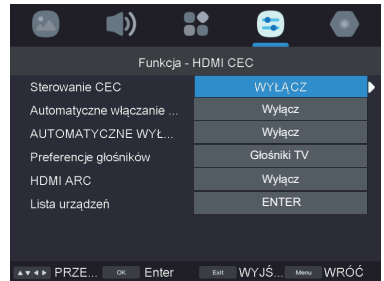 Funkcja - HDMI CEC
Sterowanie CEC WYŁĄCZ
Automatyczne włączanie ... Wyłącz
AUTOMATYCZNE WYŁ... Wyłącz
Preferencje głośników Głośniki TV
HDMI ARC Wyłącz
Lista urządzeń ENTER
PRZE... OK Enter Exit WYJŚ... Menu WRÓĆ